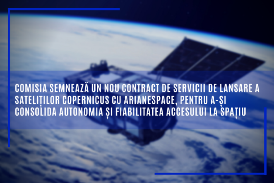 COMISIA SEMNEAZĂ UN NOU CONTRACT DE SERVICII DE LANSARE A
SATELIȚILOR COPERNICUS CU ARIANESPACE, PENTRU A-ȘI
CONSOLIDA AUTONOMIA ȘI FIABILITATEA ACCESULUI LA SPAȚIU